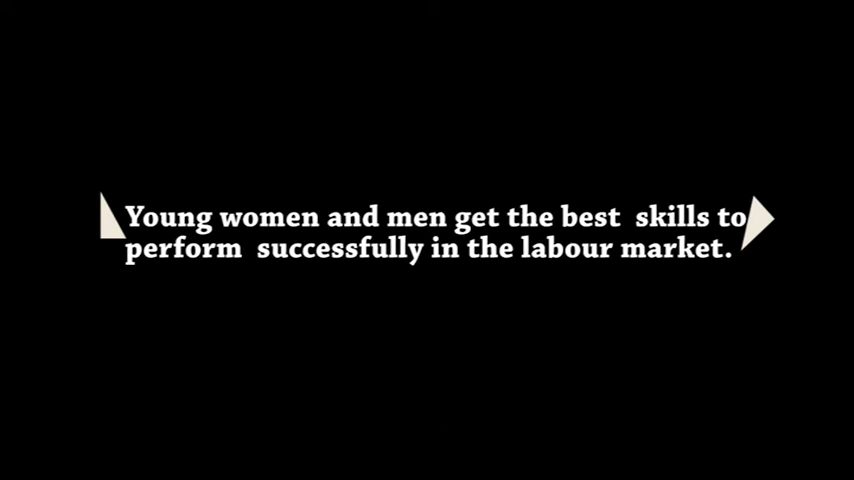 Young women and men get the best  skills to
perform  successfully in the labour market.